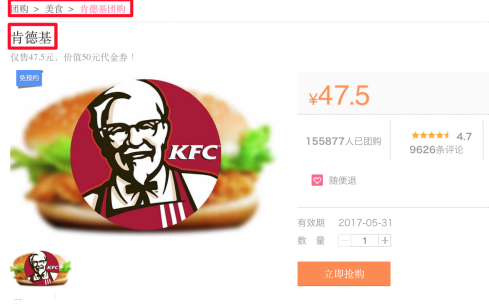 团购 > 美食 > 肯德基团购
肯德基
仅售47.5元，价值50元代金券！
免预约
KFC
¥47.5
155877人已团购
4.7
9626条评论
随便退
有效期 2017-05-31
数 量 － 1 ＋
立即抢购
KFC